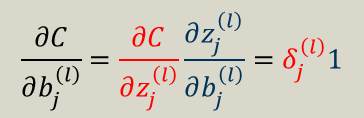 ∂C/∂b_j^(l) = ∂C/∂z_j^(l) ∂z_j^(l)/∂b_j^(l) = δ_j^(l) 1